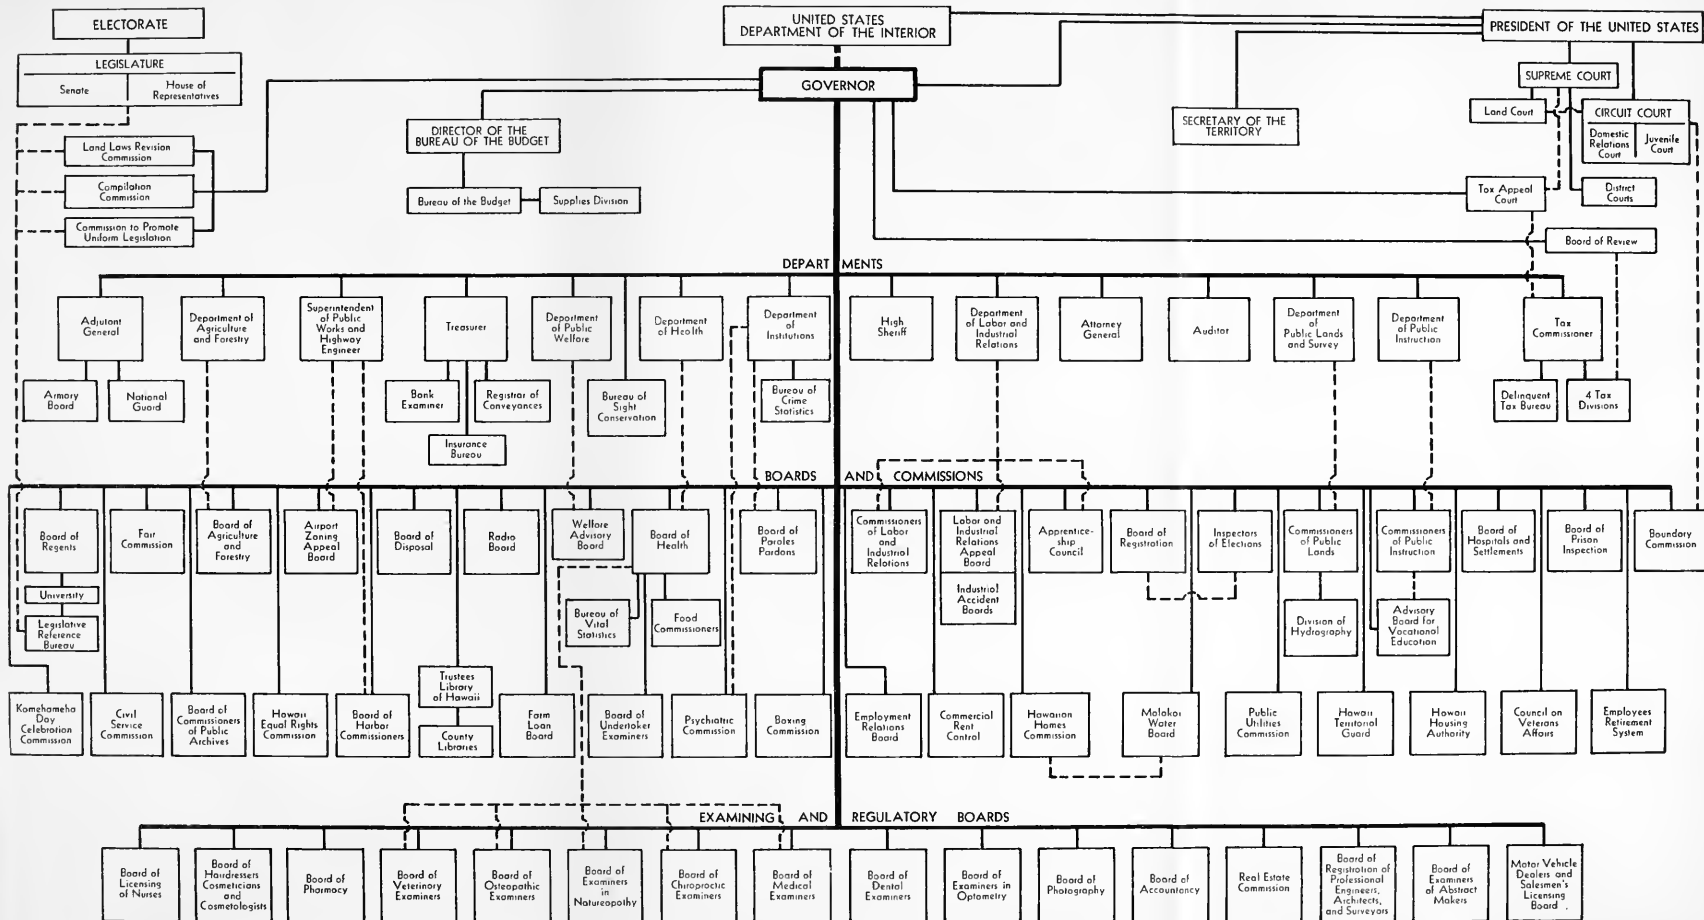 ELECTORATE
LEGISLATURE
Senate
House of
Representatives
UNITED STATES
DEPARTMENT OF THE INTERIOR
PRESIDENT OF THE UNITED STATES
GOVERNOR
SUPREME COURT
Land Court
CIRCUIT COURT
Domestic
Relations
Court
Juvenile
Court
DIRECTOR OF THE
BUREAU OF THE BUDGET
SECRETARY OF THE
TERRITORY
Land Laws Revision
Commission
Compilation
Commission
Commission to Promote
Uniform Legislation
Bureau of the Budget
Supplies Division
Tax Appeal
Court
District
Courts
Board of Review
DEPARTMENTS
Adjutant
General
Department of
Agriculture
and Forestry
Superintendent
of Public
Works and
Highway
Engineer
Treasurer
Department
of Public
Welfare
Department
of Health
Department
of
Institutions
High
Sheriff
Department
of Labor and
Industrial
Relations
Attorney
General
Auditor
Department
of
Public Lands
and Survey
Department
of Public
Instruction
Tax
Commissioner
Armory
Board
National
Guard
Bank
Examiner
Registrar of
Conveyances
Insurance
Bureau
Bureau of
Sight
Conservation
Bureau of
Crime
Statistics
Delinquent
Tax Bureau
4 Tax
Divisions
BOARDS AND COMMISSIONS
Board of
Regents
Fair
Commission
Board of
Agriculture
and
Forestry
Airport
Zoning
Appeal
Board
Board of
Disposal
Radio
Board
Welfare
Advisory
Board
Board of
Health
Board of
Paroles
Pardons
Commissioners
of Labor
and
Industrial
Relations
Labor and
Industrial
Relations
Appeal
Board
Industrial
Accident
Boards
Apprentice-
ship
Council
Board of
Registration
Inspectors
of Elections
Commissioners
of Public
Lands
Commissioners
of Public
Instruction
Board of
Hospitals and
Settlements
Board of
Prison
Inspection
Boundary
Commission
University
Legislative
Reference
Bureau
Bureau of
Vital
Statistics
Food
Commissioners
Division of
Hydrography
Advisory
Board for
Vocational
Education
Kamehameha
Day
Celebration
Commission
Civil
Service
Commission
Board of
Commissioners
of Public
Archives
Hawaii
Equal Rights
Commission
Board of
Harbor
Commissioners
Trustees
Library
of Hawaii
County
Libraries
Farm
Loan
Board
Board of
Undertaker
Examiners
Psychiatric
Commission
Boxing
Commission
Employment
Relations
Board
Commercial
Rent
Control
Hawaiian
Homes
Commission
Molokai
Water
Board
Public
Utilities
Commission
Hawaii
Territorial
Guard
Hawaii
Housing
Authority
Council on
Veterans
Affairs
Employees
Retirement
System
EXAMINING AND REGULATORY BOARDS
Board of
Licensing
of Nurses
Board of
Hairdressers
Cosmeticians
and
Cosmetologists
Board of
Pharmacy
Board of
Veterinary
Examiners
Board of
Osteopathic
Examiners
Board of
Examiners
in
Natureopathy
Board of
Chiropractic
Examiners
Board of
Medical
Examiners
Board of
Dental
Examiners
Board of
Examiners in
Optometry
Board of
Photography
Board of
Accountancy
Real Estate
Commission
Board of
Registration of
Professional
Engineers,
Architects,
and Surveyors
Board of
Examiners
of Abstract
Makers
Motor Vehicle
Dealers and
Salesmen's
Licensing
Board